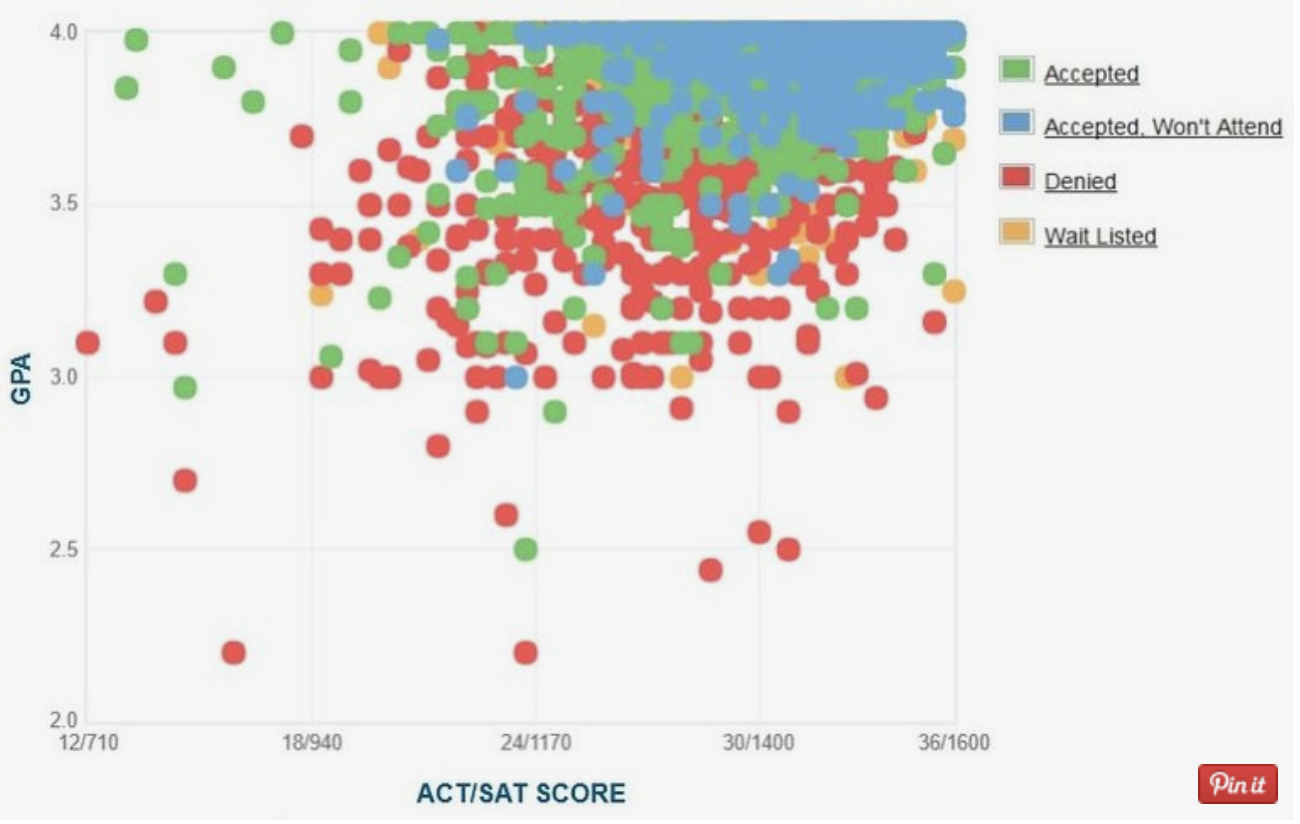 4.0
3.5
3.0
2.5
2.0
GPA
12/710
18/940
24/1170
30/1400
36/1600
ACT/SAT SCORE
Accepted
Accepted, Won't Attend
Denied
Wait Listed
Pin it